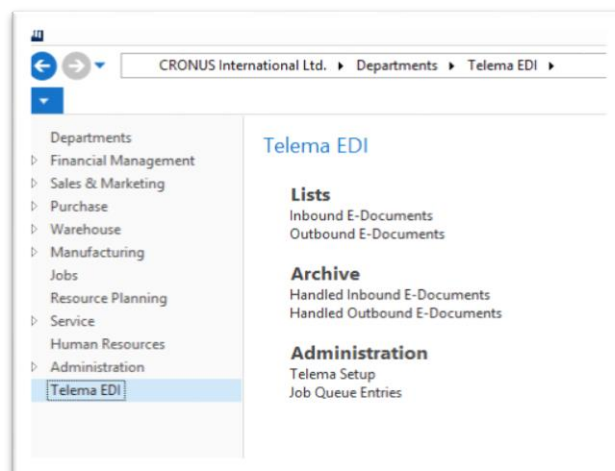 CRONUS International Ltd. ▸ Departments ▸ Telema EDI ▸
Departments
Financial Management
Sales & Marketing
Purchase
Warehouse
Manufacturing
Jobs
Resource Planning
Service
Human Resources
Administration
Telema EDI
Telema EDI
Lists
Inbound E-Documents
Outbound E-Documents
Archive
Handled Inbound E-Documents
Handled Outbound E-Documents
Administration
Telema Setup
Job Queue Entries